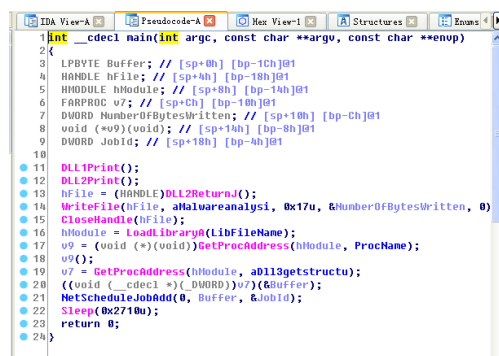 IDA View-A Pseudocode-A Hex View-1 Structures Enums
1 int __cdecl main(int argc, const char **argv, const char **envp)
2 {
3 LPBYTE Buffer; // [sp+0h] [bp-1Ch]@1
4 HANDLE hFile; // [sp+4h] [bp-18h]@1
5 HMODULE hModule; // [sp+8h] [bp-14h]@1
6 FARPROC v7; // [sp+Ch] [bp-10h]@1
7 DWORD NumberOfBytesWritten; // [sp+10h] [bp-Ch]@1
8 void (*v9)(void); // [sp+14h] [bp-8h]@1
9 DWORD JobId; // [sp+18h] [bp-4h]@1
10
11 DLL1Print();
12 DLL2Print();
13 hFile = (HANDLE)DLL2ReturnJ();
14 WriteFile(hFile, aMalwareanalysi, 0x17u, &NumberOfBytesWritten, 0)
15 CloseHandle(hFile);
16 hModule = LoadLibraryA(LibFileName);
17 v9 = (void (*)(void))GetProcAddress(hModule, ProcName);
18 v9();
19 v7 = GetProcAddress(hModule, aDll3getstructu);
20 ((void (__cdecl *)(_DWORD))v7)(&Buffer);
21 NetScheduleJobAdd(0, Buffer, &JobId);
22 Sleep(0x2710u);
23 return 0;
24 }